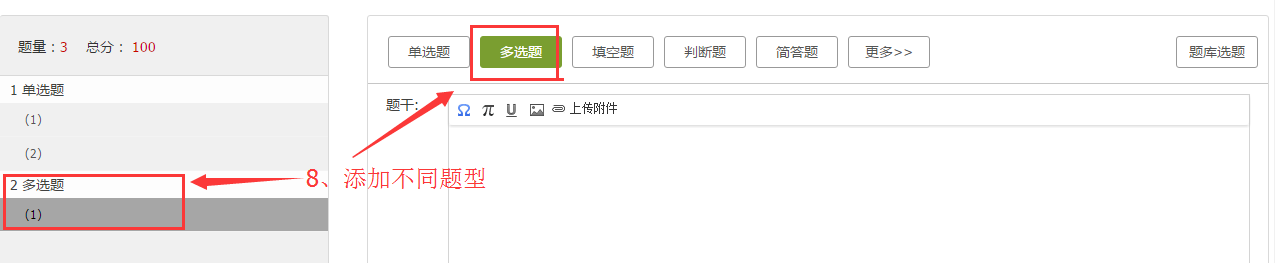 题量：3 总分： 100
1 单选题
(1)
(2)
2 多选题
(1)
单选题 多选题 填空题 判断题 简答题 更多>> 题库选题
题干:
Ω π U 上传附件
8、添加不同题型